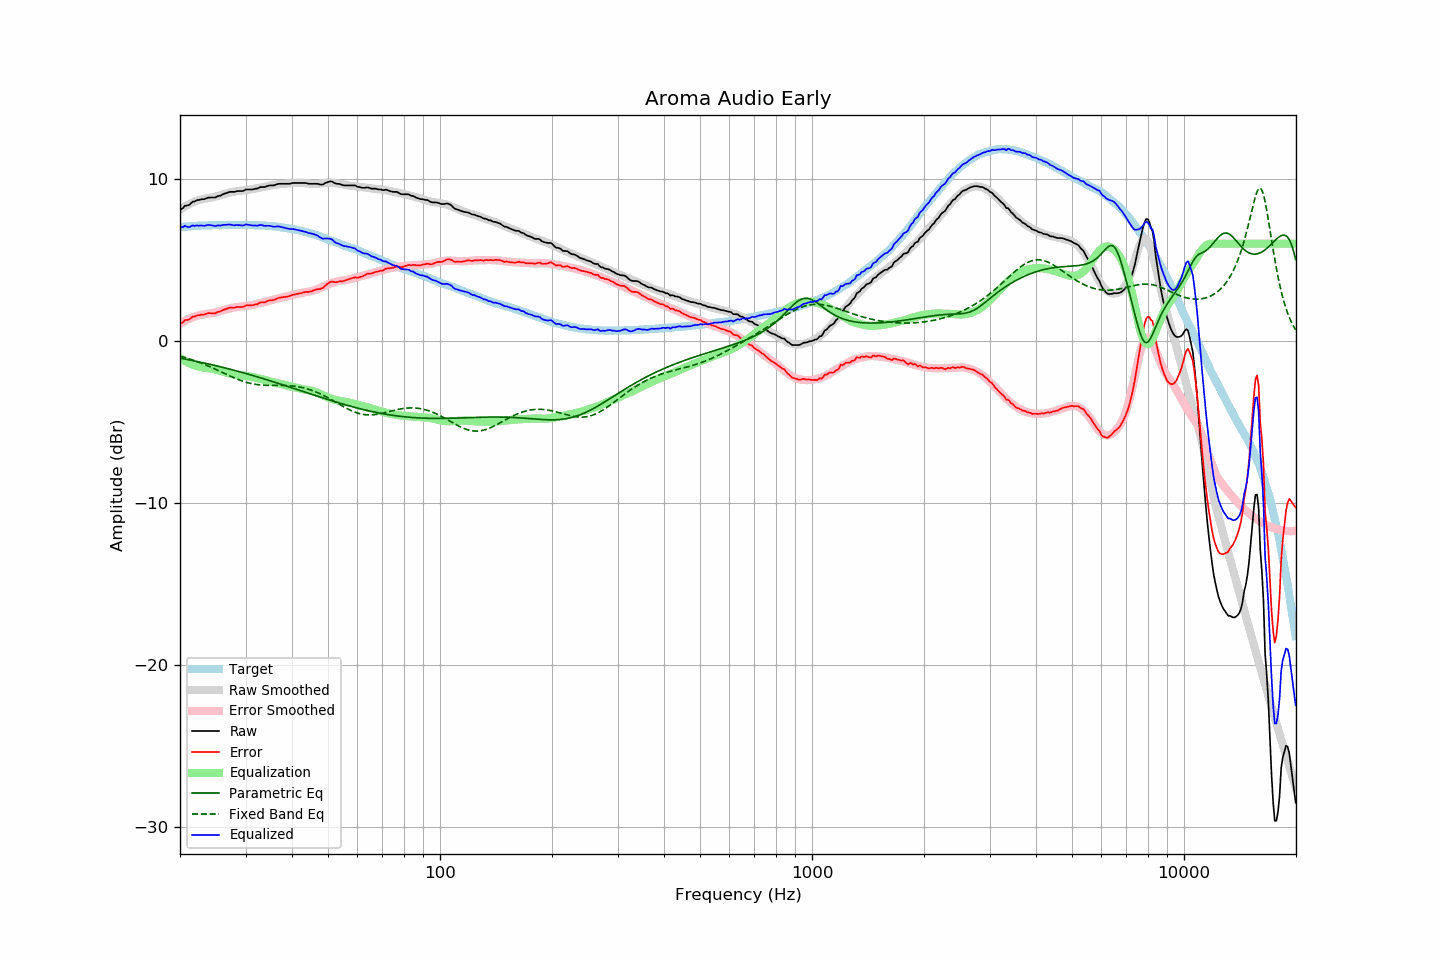 Aroma Audio Early
Amplitude (dBr)
10
0
−10
−20
−30
Target
Raw Smoothed
Error Smoothed
Raw
Error
Equalization
Parametric Eq
Fixed Band Eq
Equalized
100
1000
10000
Frequency (Hz)